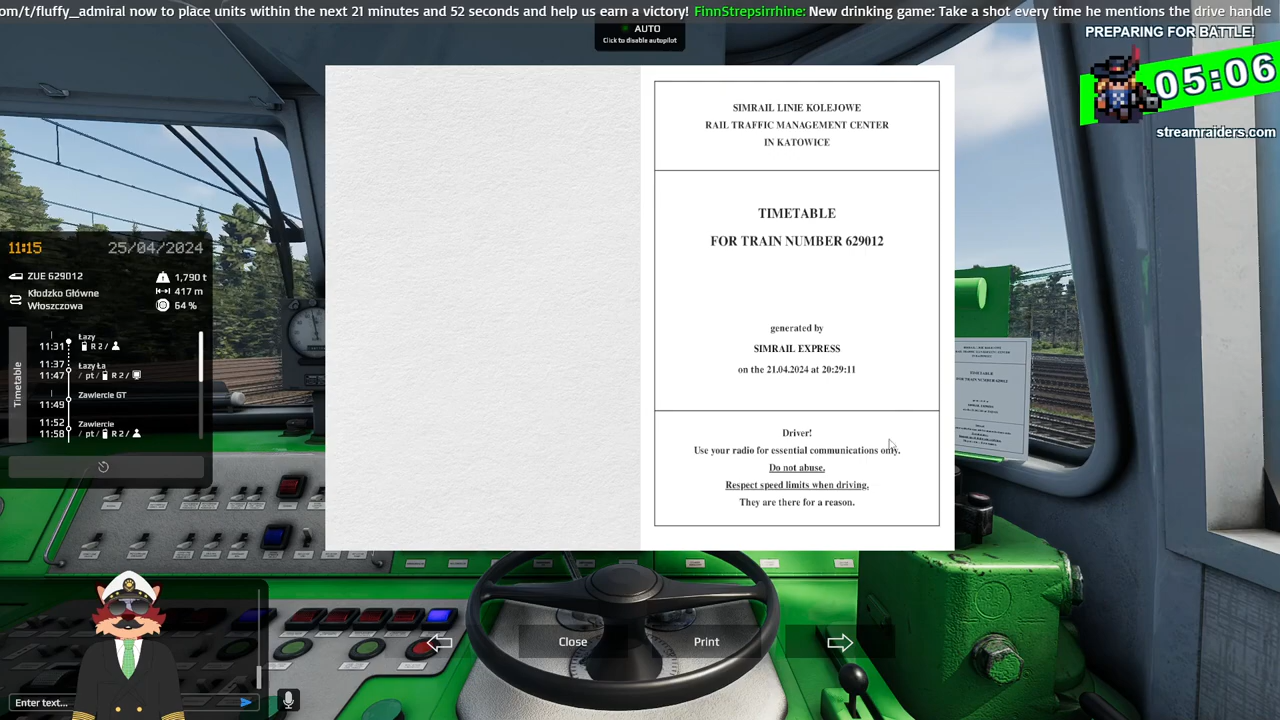 om/t/fluffy_admiral now to place units within the next 21 minutes and 52 seconds and help us earn a victory! FinnStrepsirrhine: New drinking game: Take a shot every time he mentions the drive handle
AUTO
Click to disable autopilot
PREPARING FOR BATTLE!
05:06
streamraiders.com
SIMRAIL LINIE KOLEJOWE
RAIL TRAFFIC MANAGEMENT CENTER
IN KATOWICE
TIMETABLE
FOR TRAIN NUMBER 629012
generated by
SIMRAIL EXPRESS
on the 21.04.2024 at 20:29:11
Driver!
Use your radio for essential communications only.
Do not abuse.
Respect speed limits when driving.
They are there for a reason.
11:15 25/04/2024
ZUE 629012 1,790 t
Kłodzko Główne 417 m
Włoszczowa 64 %
Timetable
Łazy
11:31 R 2 /
11:37 Łazy Ła
11:47 / pt / R 2 /
Zawiercie GT
11:49
11:52 Zawiercie
11:58 / pt / R 2 /
Close
Print
Enter text...